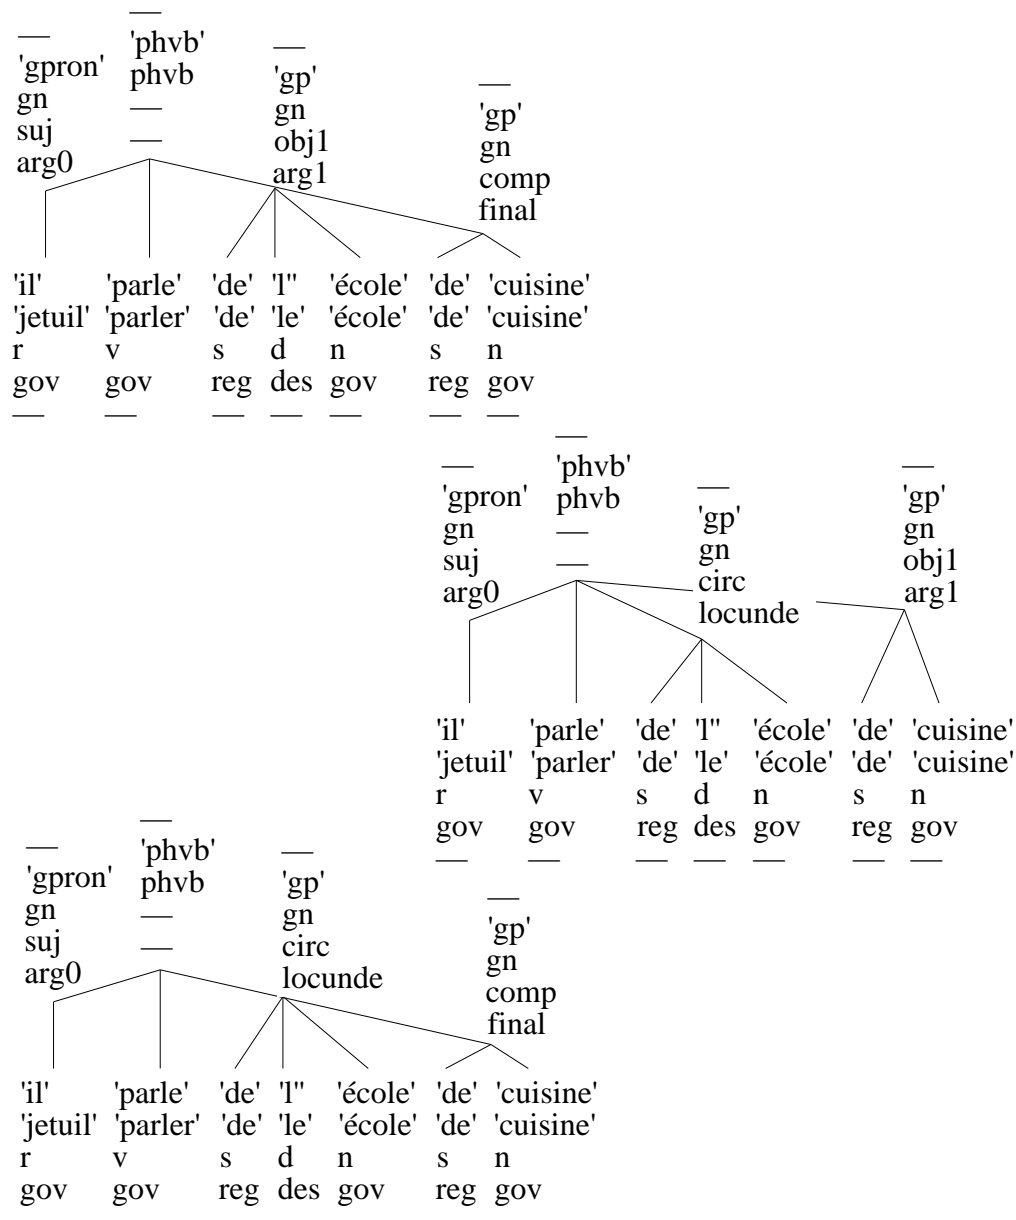 'phvb'
'gpron' phvb 'gp'
gn — gn 'gp'
suj — obj1 gn
arg0 arg1 comp
final
'il' 'parle' 'de' 'l'' 'école' 'de' 'cuisine'
'jetuil' 'parler' 'de' 'le' 'école' 'de' 'cuisine'
r v s d n s n
gov gov reg des gov reg gov
— — — — — — —
'phvb'
'gpron' phvb 'gp'
gn — 'gp' gn
suj — gn obj1
arg0 circ arg1
locunde
'il' 'parle' 'de' 'l'' 'école' 'de' 'cuisine'
'jetuil' 'parler' 'de' 'le' 'école' 'de' 'cuisine'
r v s d n s n
gov gov reg des gov reg gov
— — — — — — —
'phvb'
'gpron' phvb 'gp'
gn — gn 'gp'
suj — circ gn
arg0 locunde comp
final
'il' 'parle' 'de' 'l'' 'école' 'de' 'cuisine'
'jetuil' 'parler' 'de' 'le' 'école' 'de' 'cuisine'
r v s d n s n
gov gov reg des gov reg gov